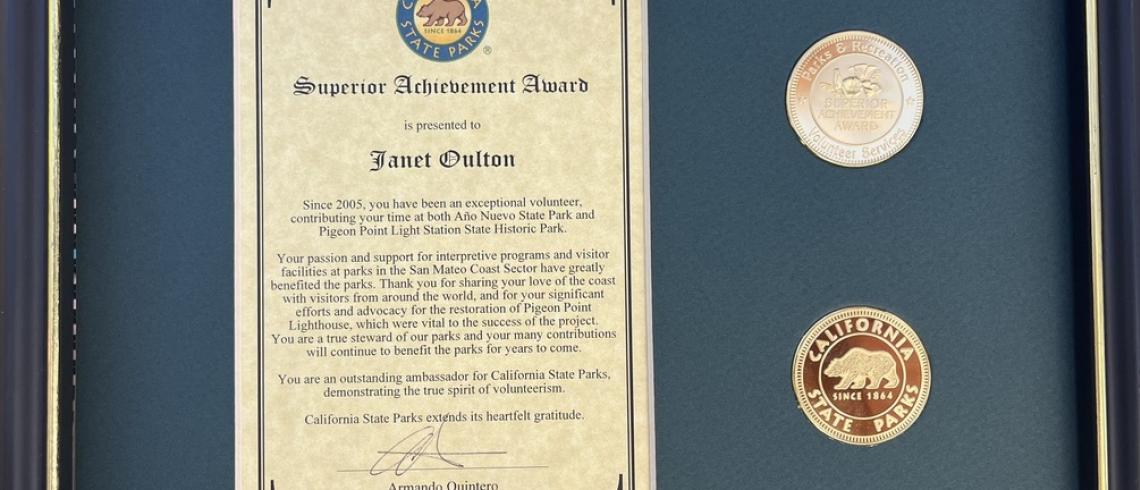 CALIFORNIA
SINCE 1864
STATE PARKS
®
Superior Achievement Award
is presented to
Janet Oulton
Since 2005, you have been an exceptional volunteer,
contributing your time at both Año Nuevo State Park and
Pigeon Point Light Station State Historic Park.
Your passion and support for interpretive programs and visitor
facilities at parks in the San Mateo Coast Sector have greatly
benefited the parks. Thank you for sharing your love of the coast
with visitors from around the world, and for your significant
efforts and advocacy for the restoration of Pigeon Point
Lighthouse, which were vital to the success of the project.
You are a true steward of our parks and your many contributions
will continue to benefit the parks for years to come.
You are an outstanding ambassador for California State Parks,
demonstrating the true spirit of volunteerism.
California State Parks extends its heartfelt gratitude.
Armando Quintero
Parks & Recreation
SUPERIOR
ACHIEVEMENT
AWARD
Volunteer Services
CALIFORNIA
SINCE 1864
STATE PARKS